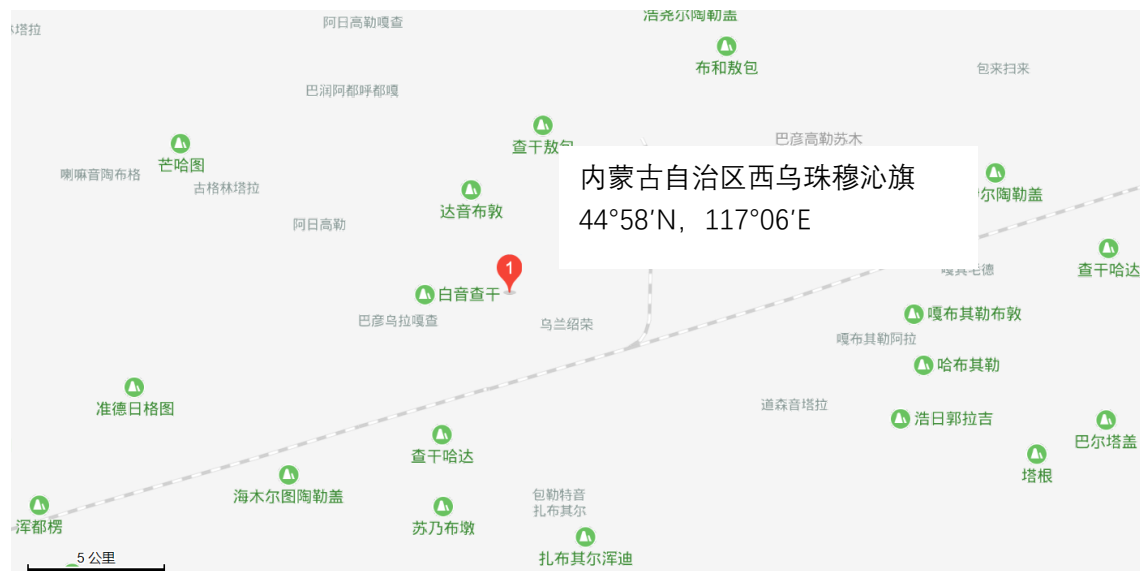 浩尧尔陶勒盖
阿日高勒嘎查
塔拉
布和敖包
包来扫来
巴润阿都呼都嘎
查干敖包
巴彦高勒苏木
芒哈图
喇嘛音陶布格
古格林塔拉
内蒙古自治区西乌珠穆沁旗
尔陶勒盖
达音布敦
44°58′N，117°06′E
阿日高勒
查干哈达
1
白音查干
巴彦乌拉嘎查
乌兰绍荣
嘎布其勒布敦
嘎布其勒阿拉
哈布其勒
准德日格图
道森音塔拉
浩日郭拉吉
巴尔塔盖
查干哈达
塔根
海木尔图陶勒盖
包勒特音
扎布其尔
浑都楞
苏乃布墩
扎布其尔浑迪
5 公里